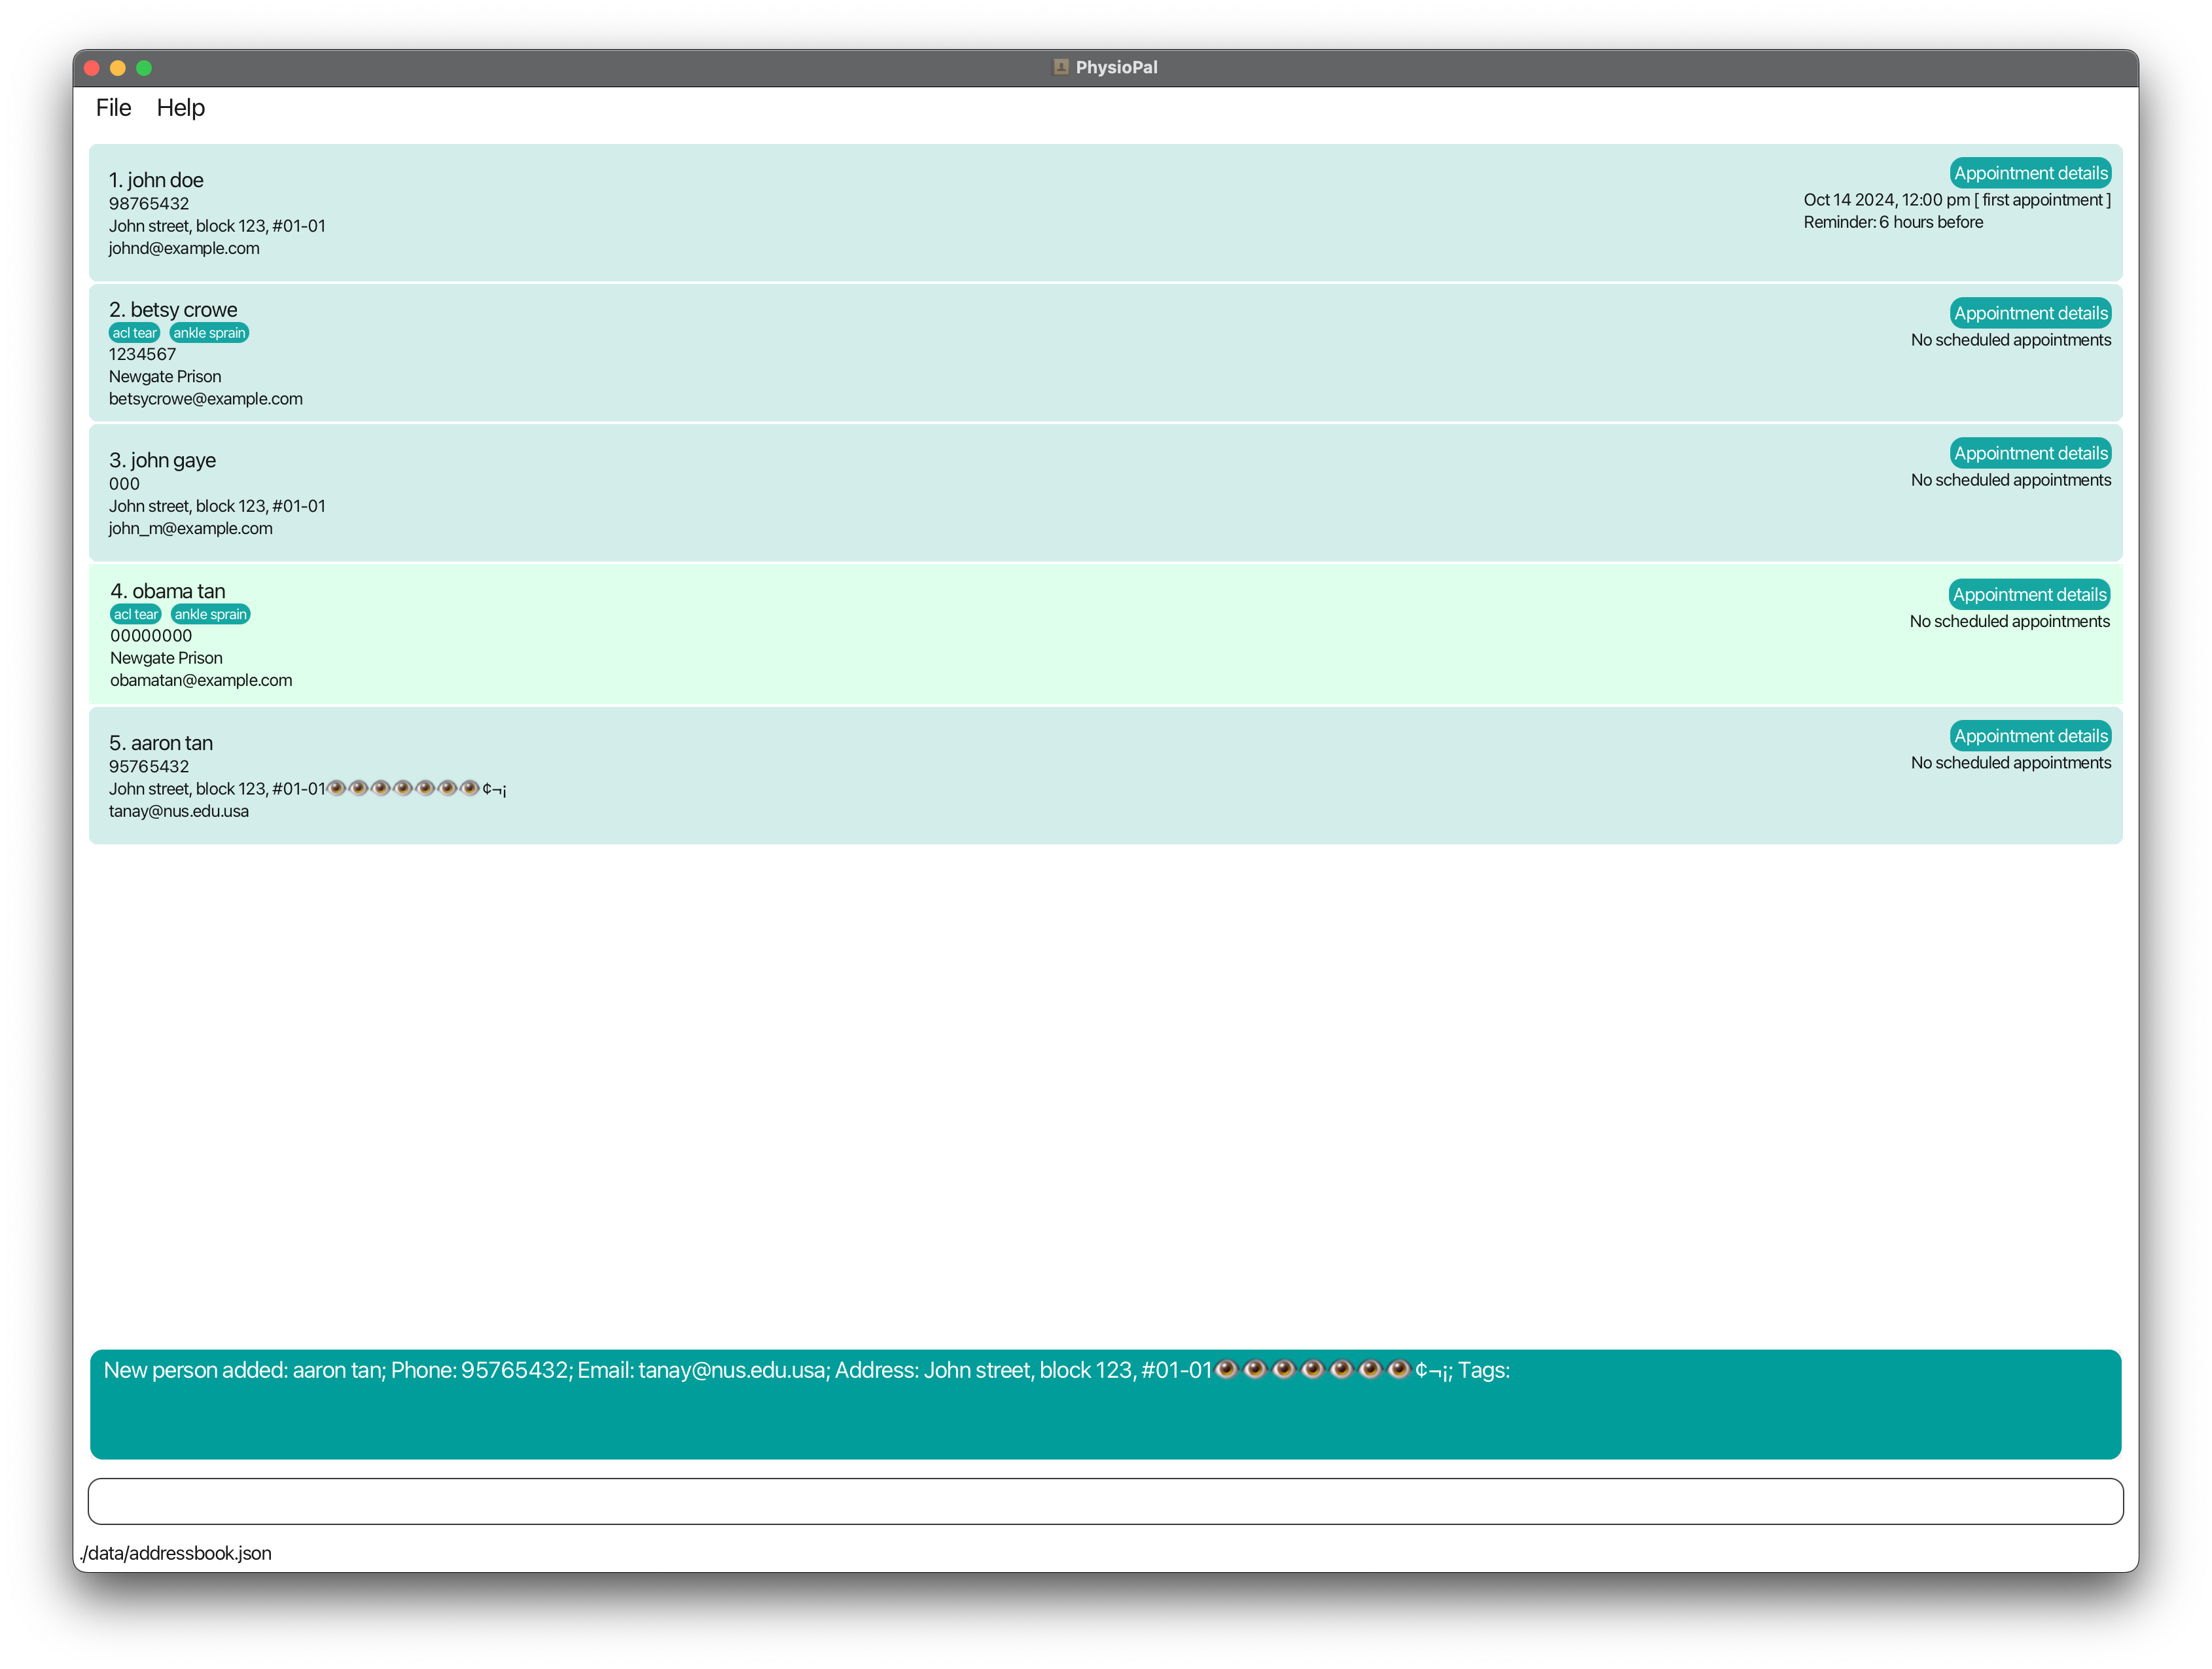 PhysioPal
File Help
1. john doe
98765432
John street, block 123, #01-01
johnd@example.com
Appointment details
Oct 14 2024, 12:00 pm [ first appointment ]
Reminder: 6 hours before
2. betsy crowe
acl tear ankle sprain
1234567
Newgate Prison
betsycrowe@example.com
Appointment details
No scheduled appointments
3. john gaye
000
John street, block 123, #01-01
john_m@example.com
Appointment details
No scheduled appointments
4. obama tan
acl tear ankle sprain
00000000
Newgate Prison
obamatan@example.com
Appointment details
No scheduled appointments
5. aaron tan
95765432
John street, block 123, #01-01👁️👁️👁️👁️👁️👁️👁️¢¬¡
tanay@nus.edu.usa
Appointment details
No scheduled appointments
New person added: aaron tan; Phone: 95765432; Email: tanay@nus.edu.usa; Address: John street, block 123, #01-01👁️👁️👁️👁️👁️👁️👁️¢¬¡; Tags:
./data/addressbook.json